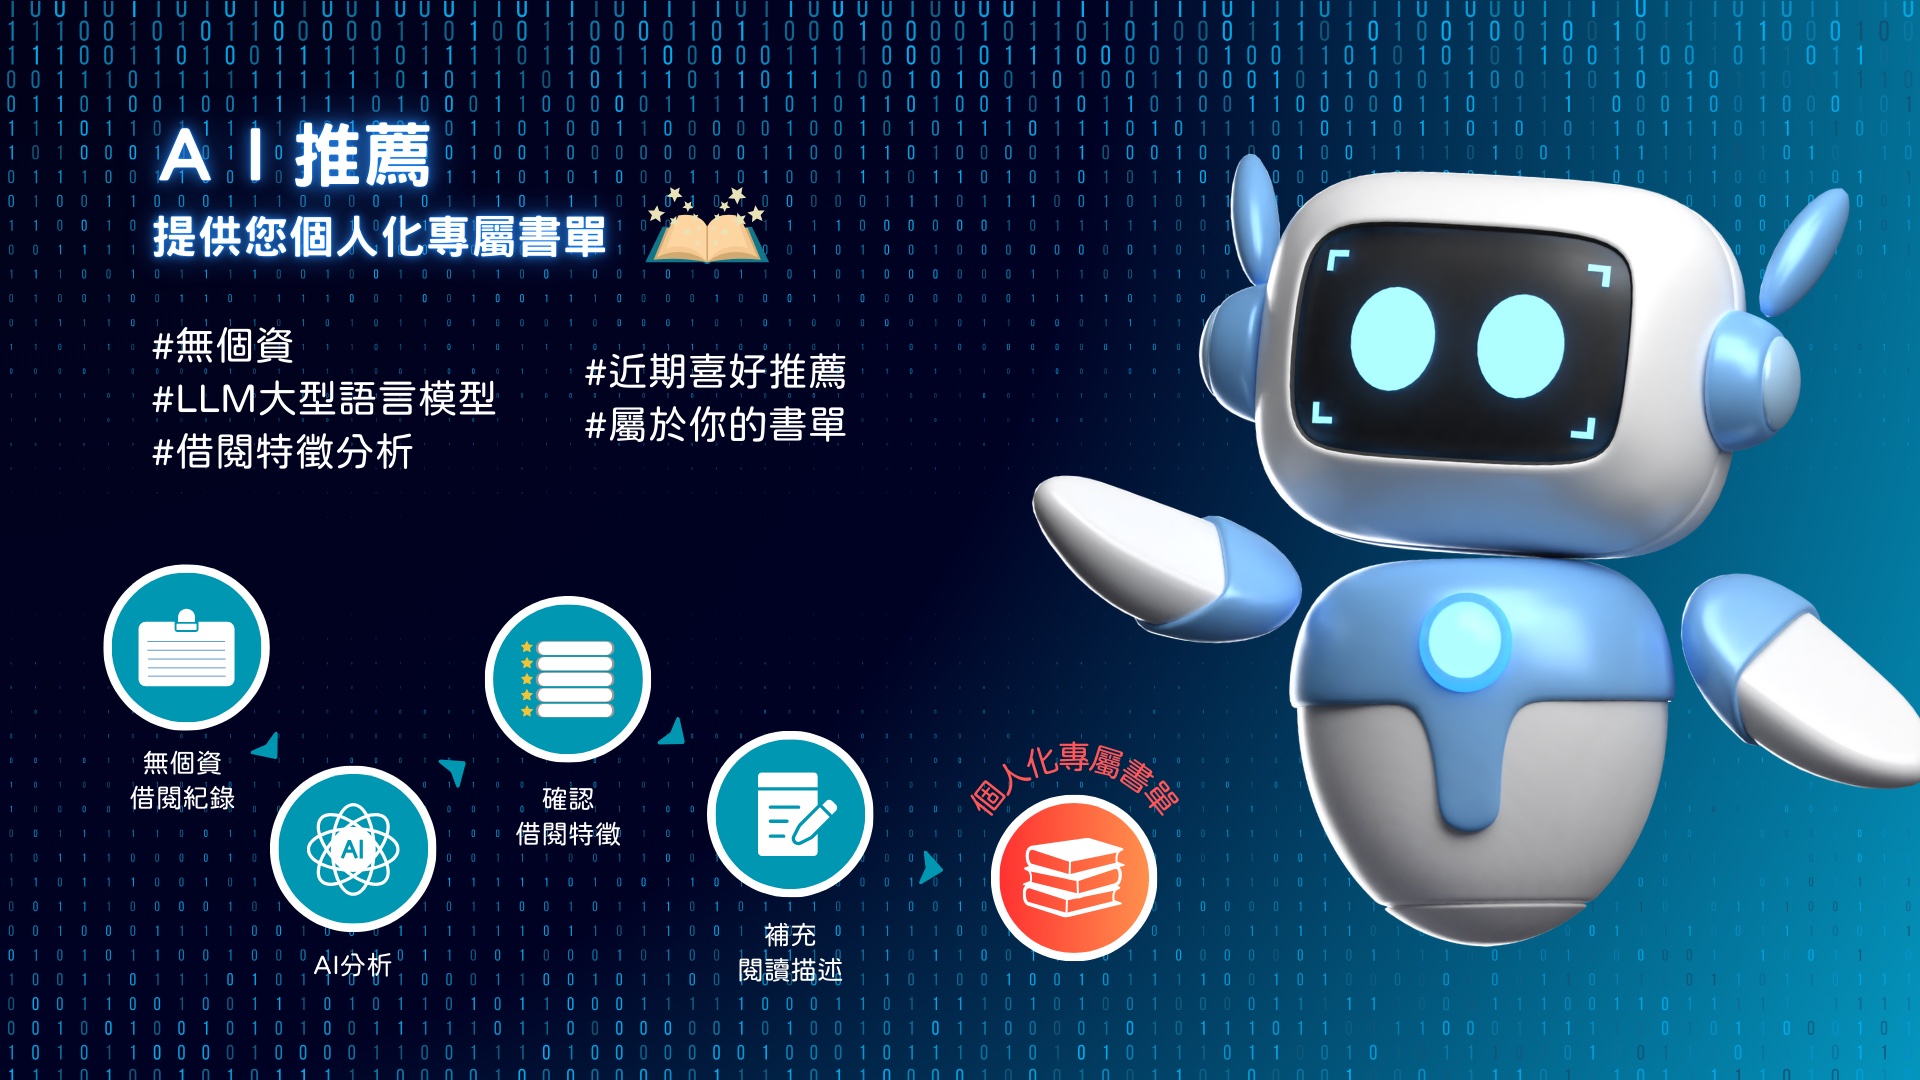 AI推薦
提供您個人化專屬書單
#無個資
#LLM大型語言模型
#借閱特徵分析
#近期喜好推薦
#屬於你的書單
無個資
借閱紀錄
AI
AI分析
確認
借閱特徵
補充
閱讀描述
個人化專屬書單